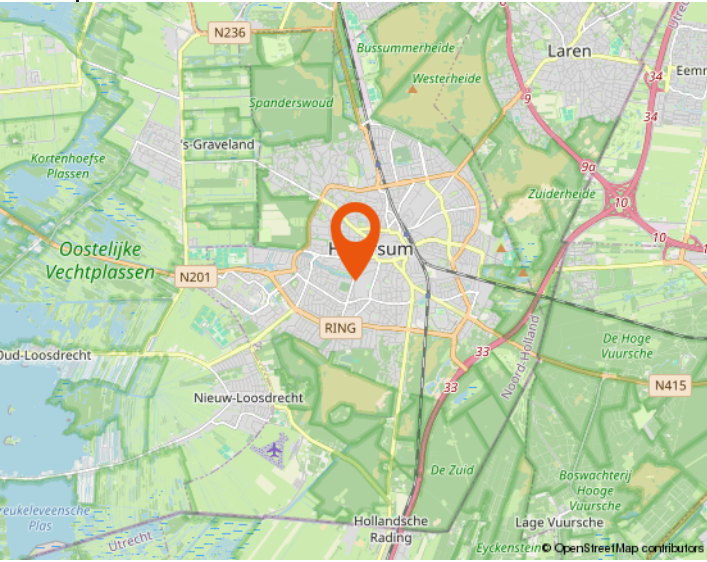 N236
Bussummerheide
Laren
Westerheide
34
Eemn
9
Spanderswoud
34
's-Graveland
Kortenhoefse
Plassen
9a
Zuiderheide
10
Oostelijke
Vechtplassen
10
N201
RING
De Hoge
Vuursche
Oud-Loosdrecht
33
Noord-Holland
33
N415
Nieuw-Loosdrecht
De Zuid
Boswachterij
Hooge
Vuursche
Hollandsche
Rading
Lage Vuursche
Plas
Utrecht
Eyckenstein
© OpenStreetMap contributors